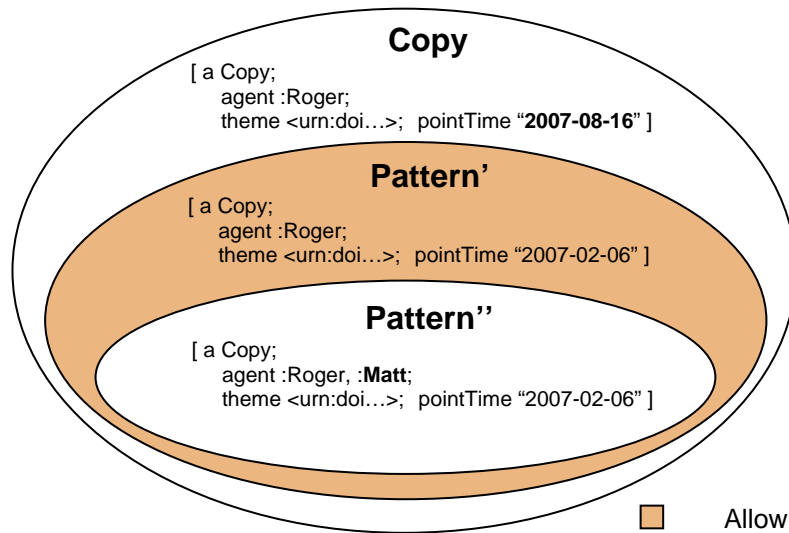 Copy
[ a Copy;
agent :Roger;
theme <urn:doi…>; pointTime “2007-08-16” ]
Pattern’
[ a Copy;
agent :Roger;
theme <urn:doi…>; pointTime “2007-02-06” ]
Pattern’’
[ a Copy;
agent :Roger, :Matt;
theme <urn:doi…>; pointTime “2007-02-06” ]
Allow